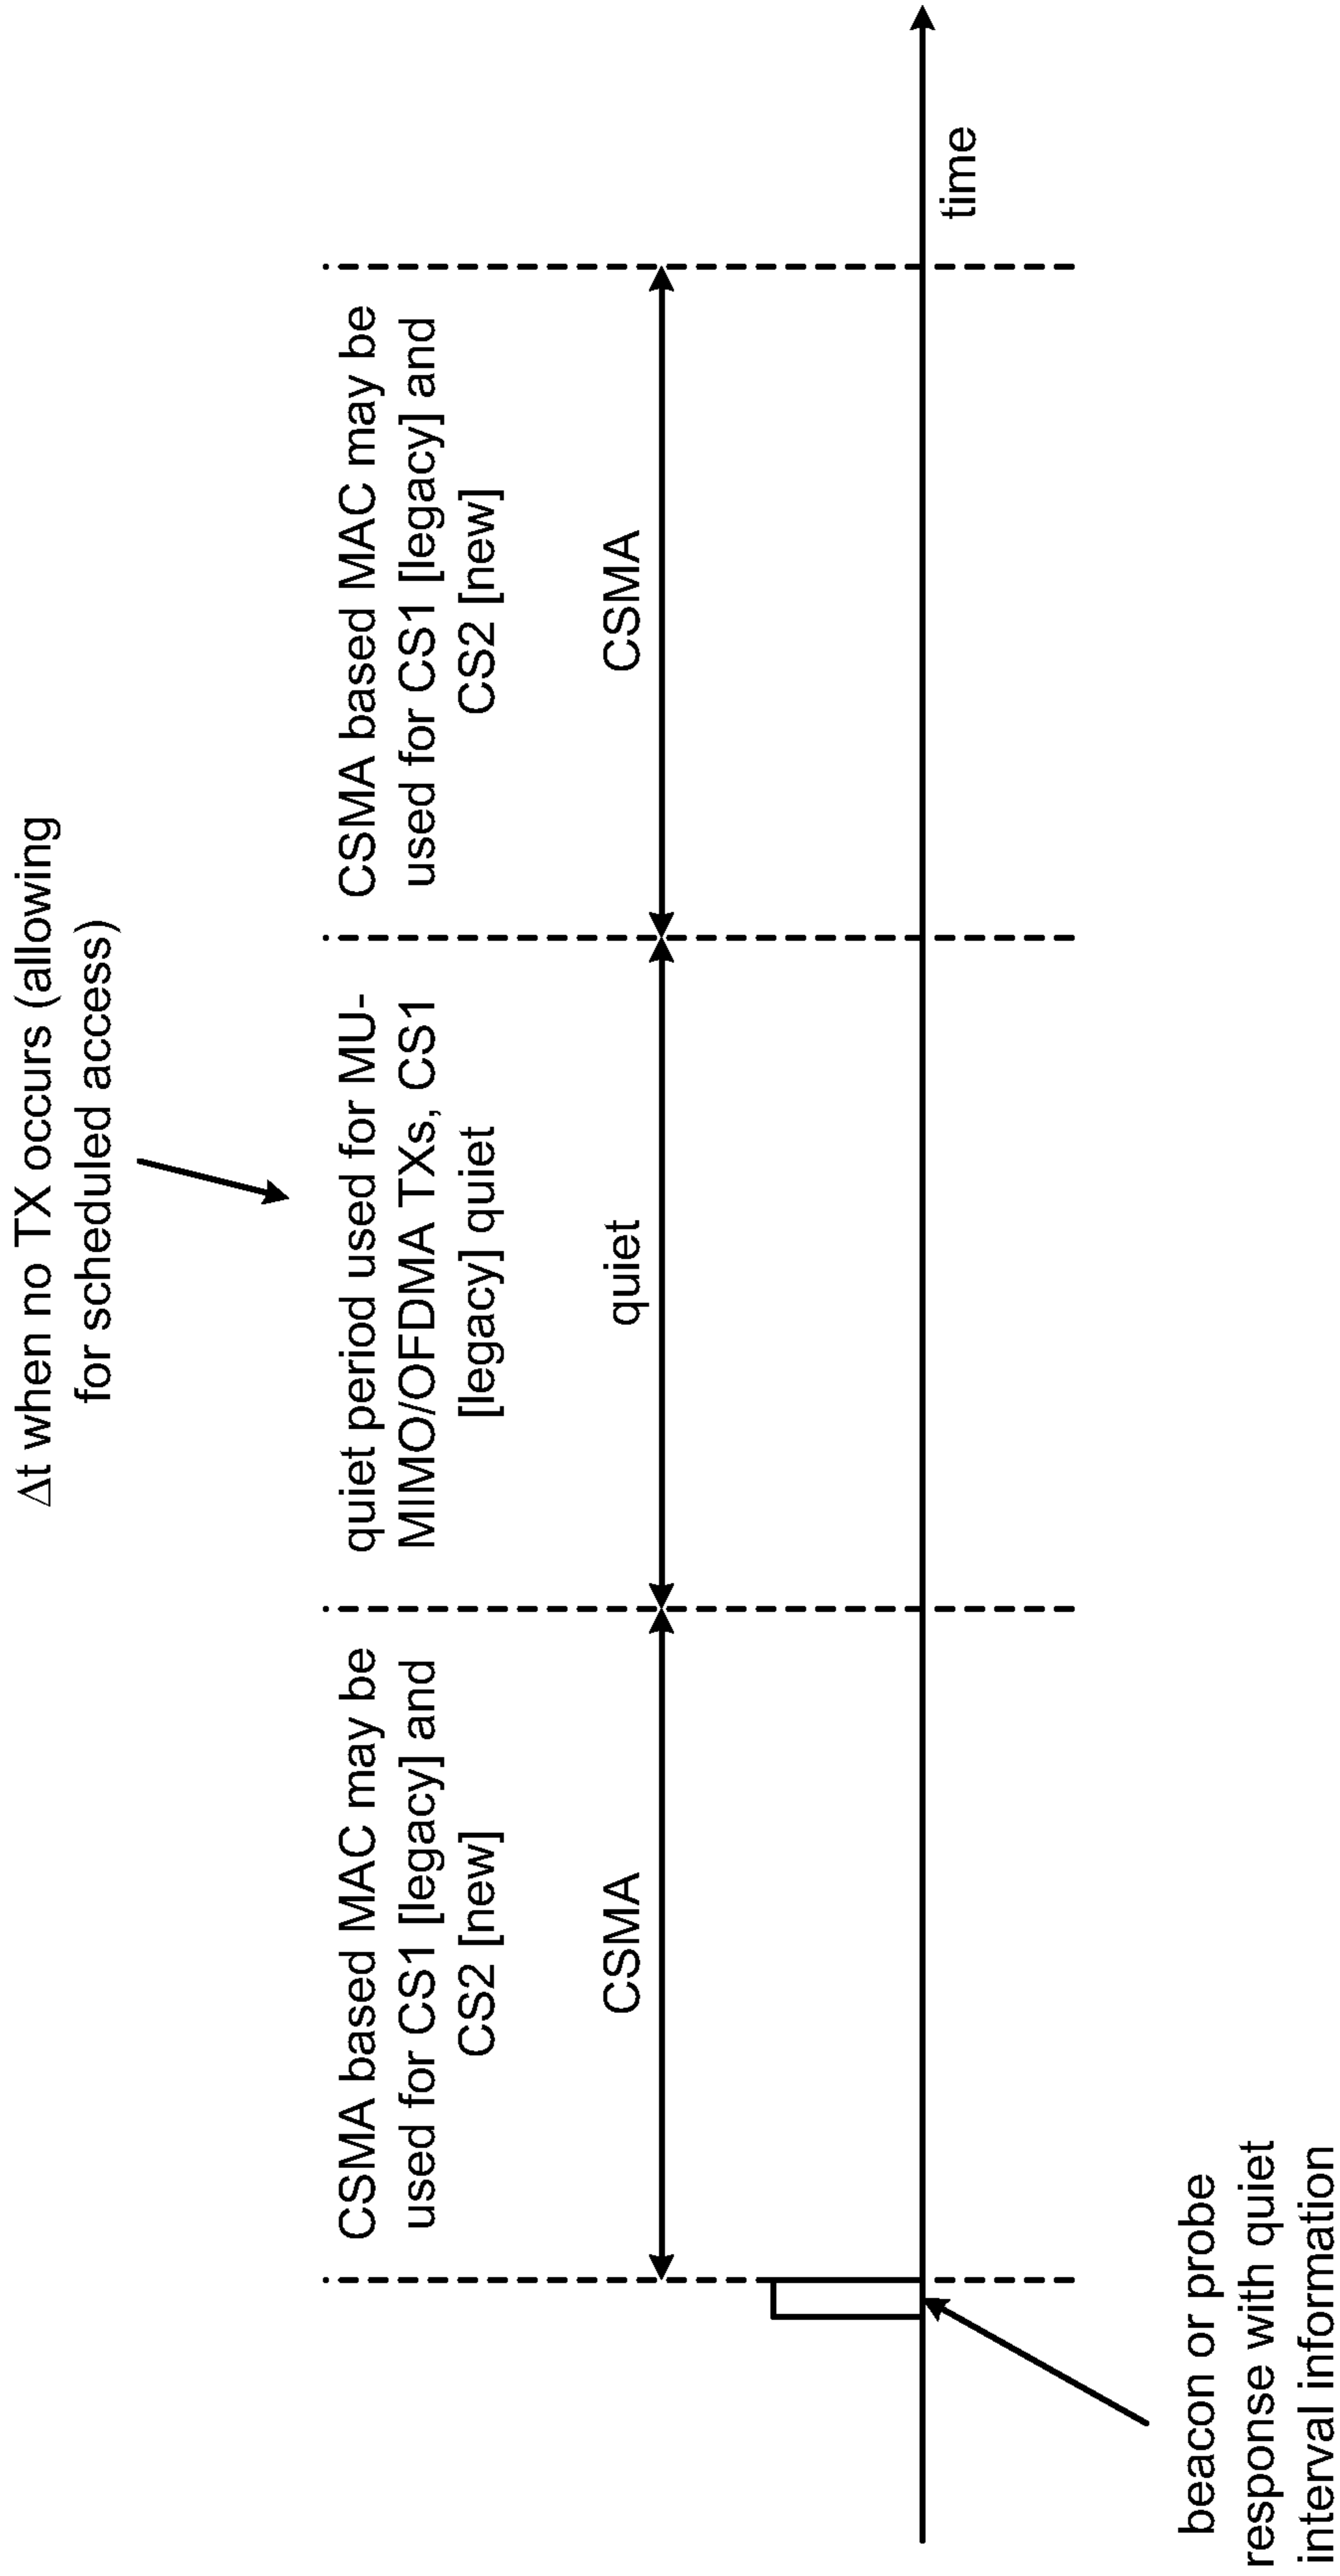 Δt when no TX occurs (allowing
for scheduled access)
CSMA based MAC may be
used for CS1 [legacy] and
CS2 [new]
quiet period used for MU-
MIMO/OFDMA TXs, CS1
[legacy] quiet
CSMA based MAC may be
used for CS1 [legacy] and
CS2 [new]
CSMA
quiet
CSMA
time
beacon or probe
response with quiet
interval information